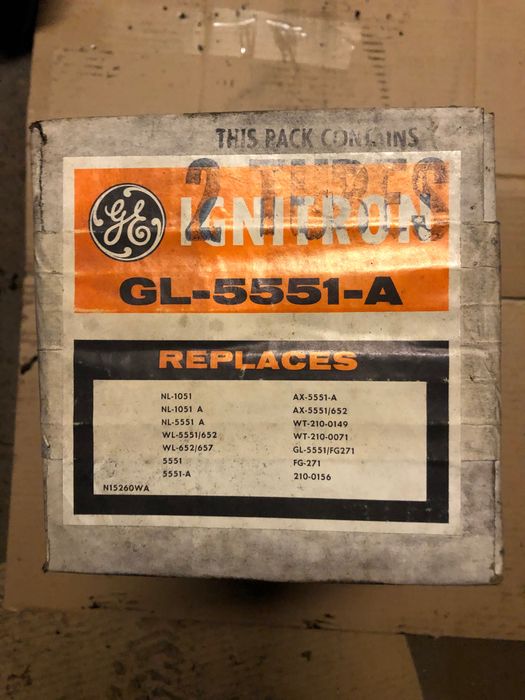 THIS PACK CONTAINS
2 TUBES
GE IGNITRON
GL-5551-A
REPLACES
NL-1051
NL-1051 A
NL-5551 A
WL-5551/652
WL-652/657
5551
5551-A
AX-5551-A
AX-5551/652
WT-210-0149
WT-210-0071
GL-5551/FG271
FG-271
210-0156
N15260WA